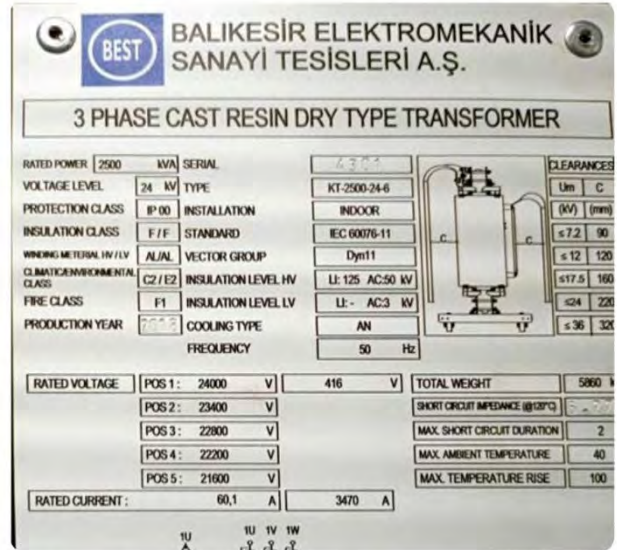 BEST
BALIKESİR ELEKTROMEKANİK
SANAYİ TESİSLERİ A.Ş.
3 PHASE CAST RESIN DRY TYPE TRANSFORMER
RATED POWER 2500 kVA SERIAL CLEARANCES
VOLTAGE LEVEL 24 kV TYPE KT-2500-24-6 Um C
PROTECTION CLASS IP 00 INSTALLATION INDOOR (kV) (mm)
INSULATION CLASS F / F STANDARD IEC 60076-11 ≤ 7.2 90
WINDING METERIAL HV / LV AL/AL VECTOR GROUP Dyn11 C C ≤ 12 120
CLIMATIC/ENVIRONMENTAL CLASS C2 / E2 INSULATION LEVEL HV LI: 125 AC:50 kV ≤17.5 160
FIRE CLASS F1 INSULATION LEVEL LV LI: - AC:3 kV ≤24 220
PRODUCTION YEAR COOLING TYPE AN ≤ 36 320
FREQUENCY 50 Hz
RATED VOLTAGE POS 1 : 24000 V 416 V TOTAL WEIGHT 5860
POS 2 : 23400 V SHORT CIRCUIT IMPEDANCE (@120°C)
POS 3 : 22800 V MAX. SHORT CIRCUIT DURATION 2
POS 4 : 22200 V MAX. AMBIENT TEMPERATURE 40
POS 5 : 21600 V MAX. TEMPERATURE RISE 100
RATED CURRENT : 60,1 A 3470 A
1U 1U 1V 1W